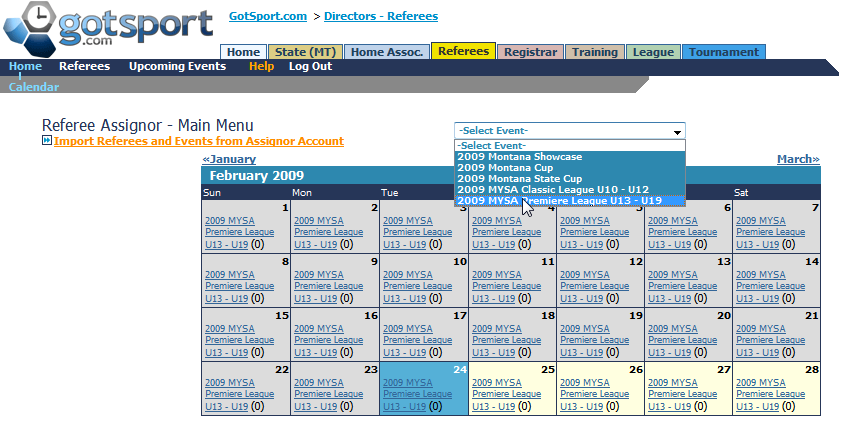 gotsport
.com
GotSport.com > Directors - Referees
Home State (MT) Home Assoc. Referees Registrar Training League Tournament
Home Referees Upcoming Events Help Log Out
Calendar
Referee Assignor - Main Menu
Import Referees and Events from Assignor Account
-Select Event-
-Select Event-
2009 Montana Showcase
2009 Montana Cup
2009 Montana State Cup
2009 MYSA Classic League U10 - U12
2009 MYSA Premiere League U13 - U19
«January March»
February 2009
Sun Mon Tue Sat
1 2 3 4 5 6 7
2009 MYSA 2009 MYSA 2009 MYSA 2009 MYSA 2009 MYSA 2009 MYSA 2009 MYSA
Premiere League Premiere League Premiere League Premiere League Premiere League Premiere League Premiere League
U13 - U19 (0) U13 - U19 (0) U13 - U19 (0) U13 - U19 (0) U13 - U19 (0) U13 - U19 (0) U13 - U19 (0)
8 9 10 11 12 13 14
2009 MYSA 2009 MYSA 2009 MYSA 2009 MYSA 2009 MYSA 2009 MYSA 2009 MYSA
Premiere League Premiere League Premiere League Premiere League Premiere League Premiere League Premiere League
U13 - U19 (0) U13 - U19 (0) U13 - U19 (0) U13 - U19 (0) U13 - U19 (0) U13 - U19 (0) U13 - U19 (0)
15 16 17 18 19 20 21
2009 MYSA 2009 MYSA 2009 MYSA 2009 MYSA 2009 MYSA 2009 MYSA 2009 MYSA
Premiere League Premiere League Premiere League Premiere League Premiere League Premiere League Premiere League
U13 - U19 (0) U13 - U19 (0) U13 - U19 (0) U13 - U19 (0) U13 - U19 (0) U13 - U19 (0) U13 - U19 (0)
22 23 24 25 26 27 28
2009 MYSA 2009 MYSA 2009 MYSA 2009 MYSA 2009 MYSA 2009 MYSA 2009 MYSA
Premiere League Premiere League Premiere League Premiere League Premiere League Premiere League Premiere League
U13 - U19 (0) U13 - U19 (0) U13 - U19 (0) U13 - U19 (0) U13 - U19 (0) U13 - U19 (0) U13 - U19 (0)